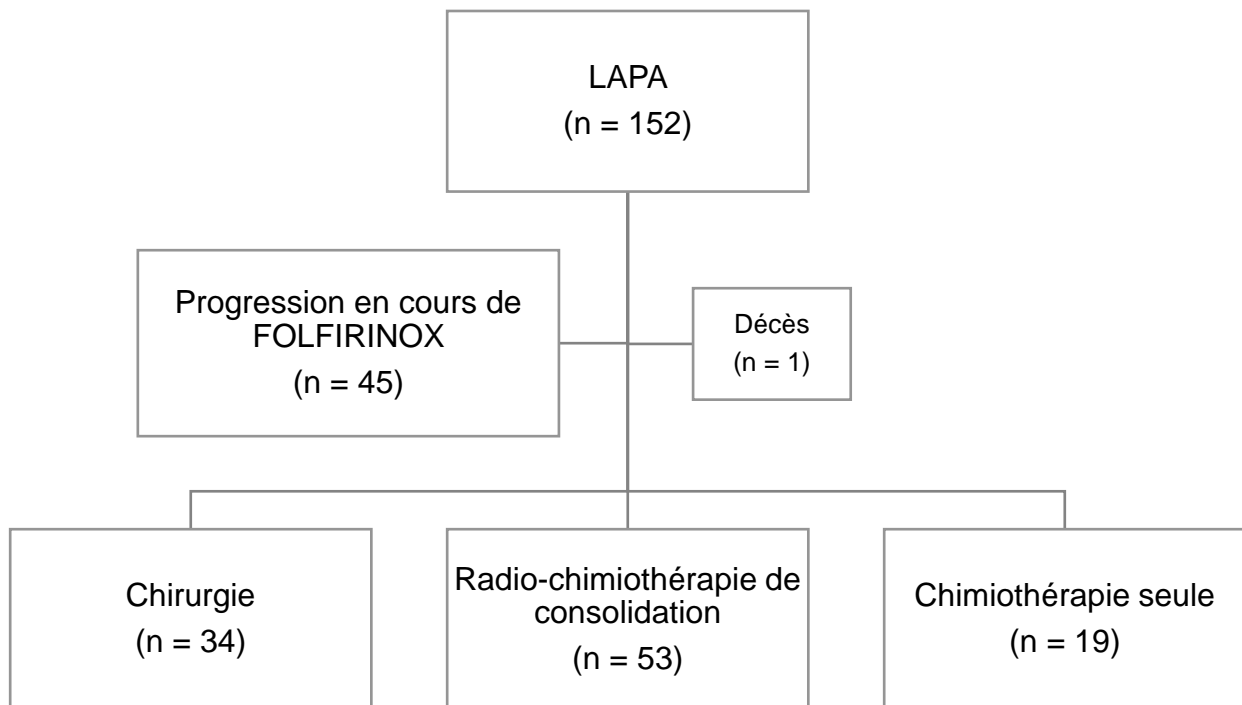 LAPA
(n = 152)
Progression en cours de
FOLFIRINOX
(n = 45)
Décès
(n = 1)
Chirurgie
(n = 34)
Radio-chimiothérapie de
consolidation
(n = 53)
Chimiothérapie seule
(n = 19)